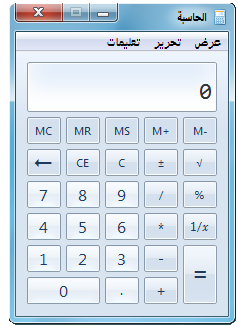 الحاسبة
عرض تحرير تعليمات
0
MC MR MS M+ M-
← CE C ± √
7 8 9 / %
4 5 6 * 1/x
1 2 3 - =
0 . +